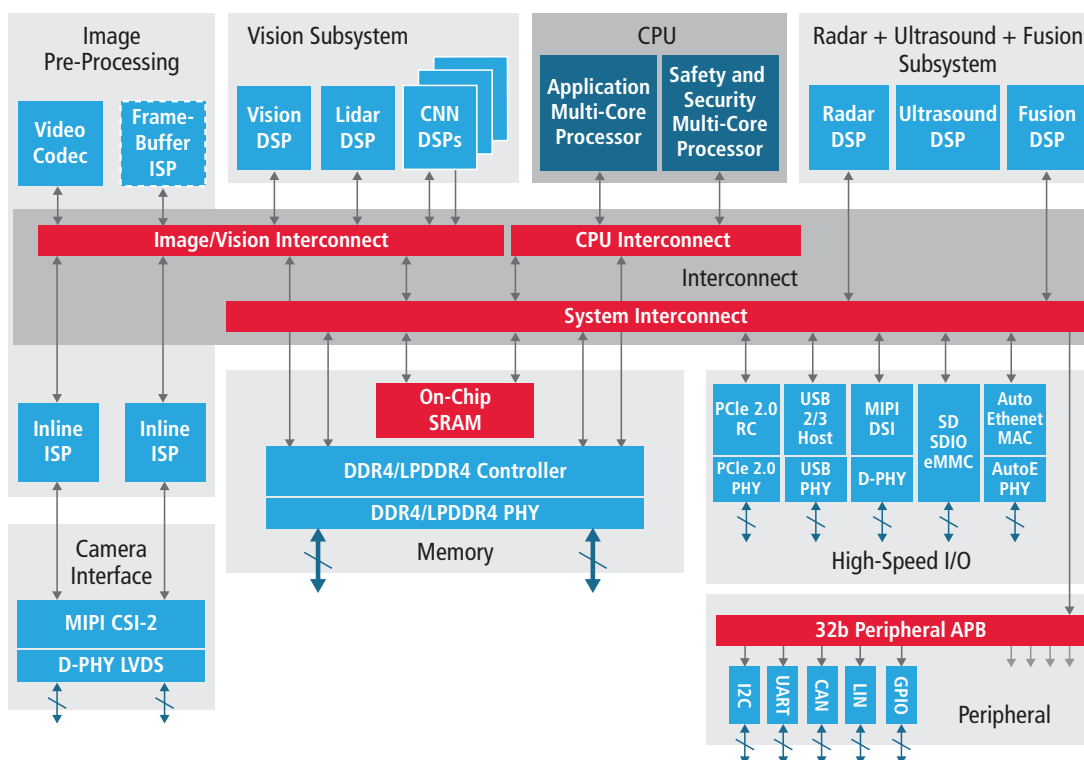 Image
Pre-Processing
Video
Codec
Frame-
Buffer
ISP
Vision Subsystem
Vision
DSP
Lidar
DSP
CNN
DSPs
CPU
Application
Multi-Core
Processor
Safety and
Security
Multi-Core
Processor
Radar + Ultrasound + Fusion
Subsystem
Radar
DSP
Ultrasound
DSP
Fusion
DSP
Image/Vision Interconnect
CPU Interconnect
Interconnect
System Interconnect
Inline
ISP
Inline
ISP
On-Chip
SRAM
DDR4/LPDDR4 Controller
DDR4/LPDDR4 PHY
Memory
PCle 2.0
RC
PCle 2.0
PHY
USB
2/3
Host
USB
PHY
MIPI
DSI
D-PHY
SD
SDIO
eMMC
Auto
Ethenet
MAC
AutoE
PHY
High-Speed I/O
Camera
Interface
MIPI CSI-2
D-PHY LVDS
32b Peripheral APB
I2C
UART
CAN
LIN
GPIO
Peripheral